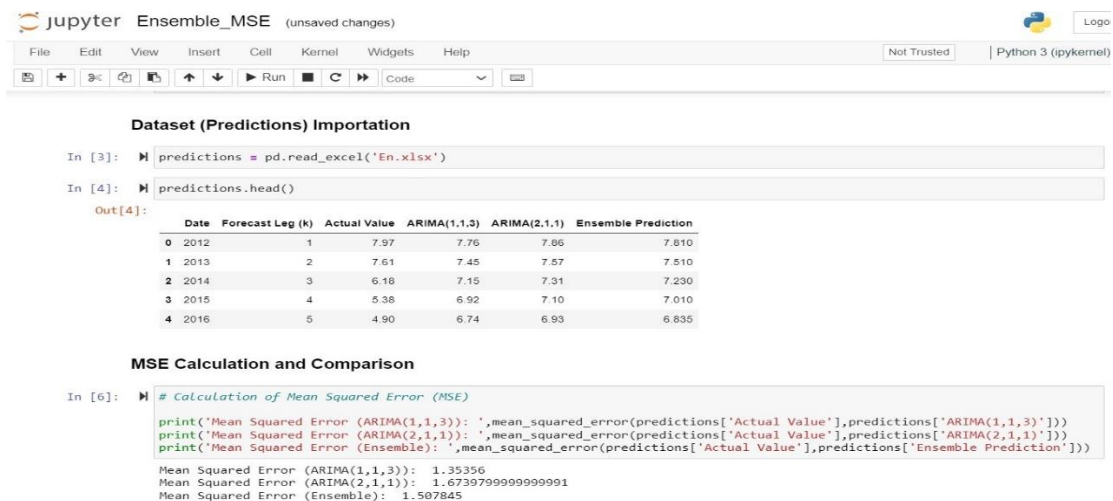 jupyter Ensemble_MSE (unsaved changes)
Logo
File Edit View Insert Cell Kernel Widgets Help
Not Trusted
Python 3 (ipykernel)
Run
Code
Dataset (Predictions) Importation
In [3]: predictions = pd.read_excel('En.xlsx')
In [4]: predictions.head()
Out[4]:
Date Forecast Leg (k) Actual Value ARIMA(1,1,3) ARIMA(2,1,1) Ensemble Prediction
0 2012 1 7.97 7.76 7.86 7.810
1 2013 2 7.61 7.45 7.57 7.510
2 2014 3 6.18 7.15 7.31 7.230
3 2015 4 5.38 6.92 7.10 7.010
4 2016 5 4.90 6.74 6.93 6.835
MSE Calculation and Comparison
In [6]: # Calculation of Mean Squared Error (MSE)
print('Mean Squared Error (ARIMA(1,1,3)): ',mean_squared_error(predictions['Actual Value'],predictions['ARIMA(1,1,3)']))
print('Mean Squared Error (ARIMA(2,1,1)): ',mean_squared_error(predictions['Actual Value'],predictions['ARIMA(2,1,1)']))
print('Mean Squared Error (Ensemble): ',mean_squared_error(predictions['Actual Value'],predictions['Ensemble Prediction']))
Mean Squared Error (ARIMA(1,1,3)):  1.35356
Mean Squared Error (ARIMA(2,1,1)):  1.6739799999999991
Mean Squared Error (Ensemble):  1.507845